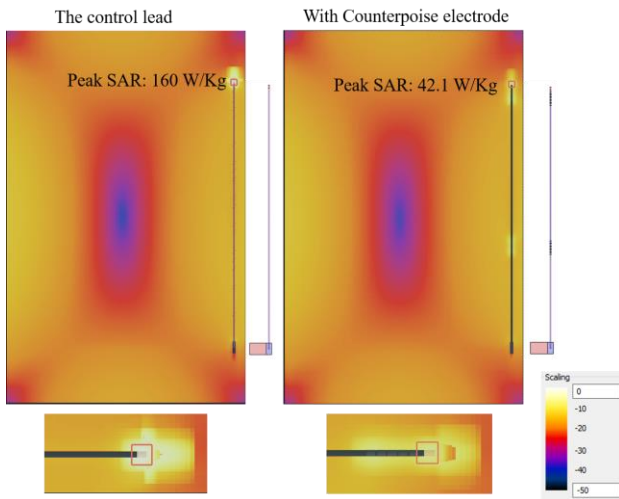 The control lead
With Counterpoise electrode
Peak SAR: 160 W/Kg
Peak SAR: 42.1 W/Kg
Scaling
0
-10
-20
-30
-40
-50